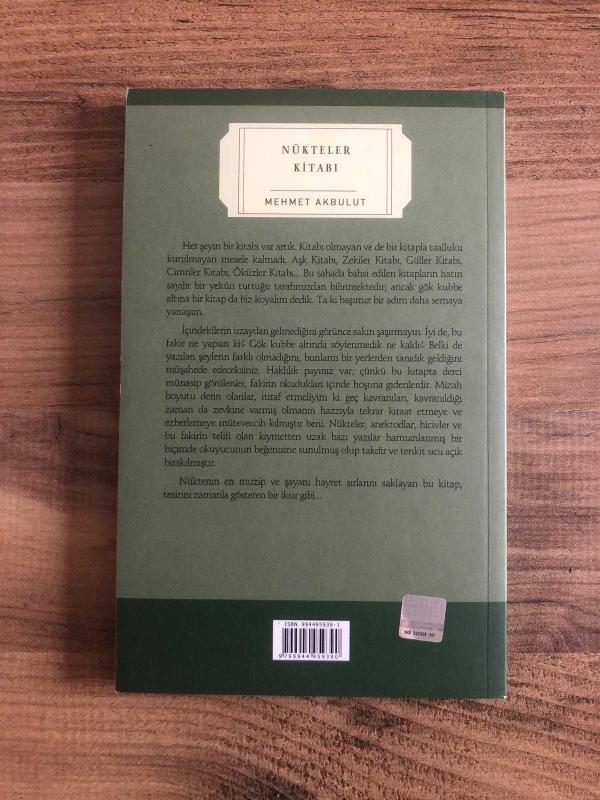 NÜKTELER
KİTABI
MEHMET AKBULUT
Her şeyin bir kitabı var artık. Kitabı olmayan ve de bir kitapla taalluku
kurulmayan mesele kalmadı. Aşk Kitabı, Zekiler Kitabı, Güller Kitabı,
Cimriler Kitabı, Öküzler Kitabı... Bu sahada bahsi edilen kitapların hatırı
sayılır bir yekûn tuttuğu tarafımızdan bilinmektedir; ancak gök kubbe
altına bir kitap da biz koyalım dedik. Ta ki başımız bir adım daha semaya
yanaşsın.
İçindekilerin uzaydan gelmediğini görünce sakın şaşırmayın. İyi de, bu
fakir ne yapsın ki? Gök kubbe altında söylenmedik ne kaldı? Belki de
yazılan şeylerin farklı olmadığını, bunların bir yerlerden tanıdık geldiğini
müşahede edeceksiniz. Haklılık payınız var; çünkü bu kitapta derci
münasip görülenler, fakirin okudukları içinde hoşuna gidenlerdir. Mizah
boyutu derin olanlar, itiraf etmeliyim ki geç kavranılan, kavranıldığı
zaman da zevkine varmış olmanın hazzıyla tekrar kıraat etmeye ve
ezberlemeye müteveccih kılmıştır beni. Nükteler, anektodlar, hicivler ve
bu fakirin telifi olan kıymetten uzak bazı yazılar harmanlanmış bir
biçimde okuyucunun beğenisine sunulmuş olup takdir ve tenkit ucu açık
bırakılmıştır.
Nüktenin en muzip ve şayanı hayret sırlarını saklayan bu kitap,
tesirini zamanla gösteren bir iksir gibi...
ISBN 994495939-1
9799944959390